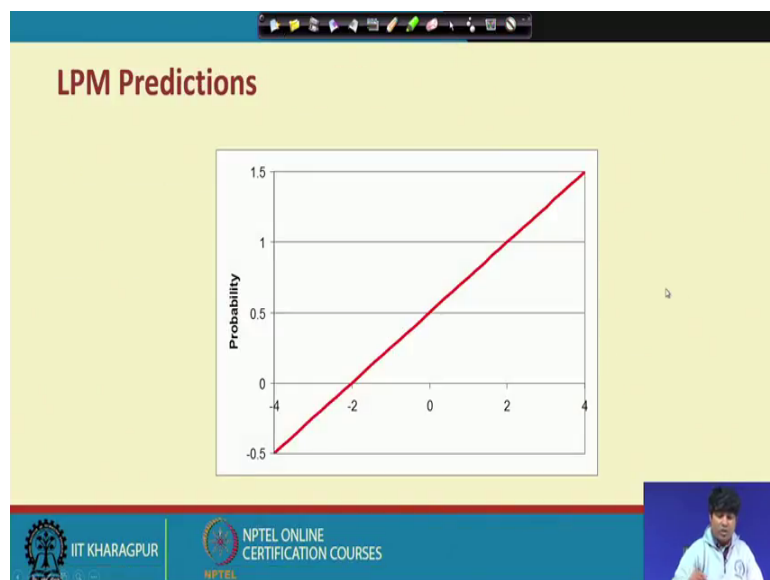 LPM Predictions
1.5
1
0.5
0
-0.5
-4
-2
0
2
4
Probability
IIT KHARAGPUR
NPTEL ONLINE
CERTIFICATION COURSES
NPTEL